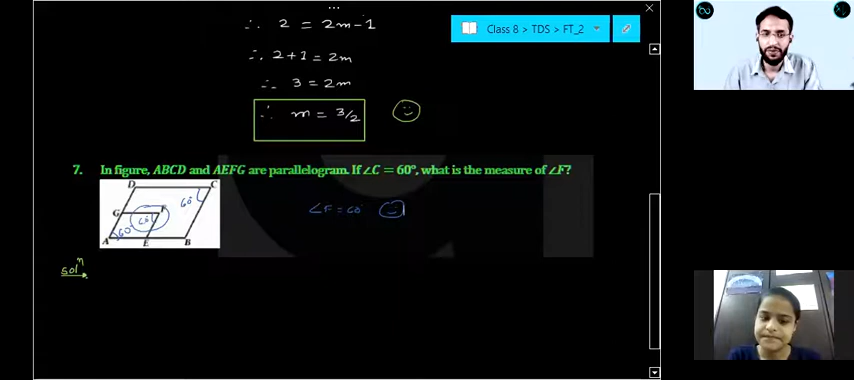 ...
∴ 2 = 2m-1
Class 8 > TDS > FT_2
∴ 2+1 = 2m
∴ 3 = 2m
∴ m = 3/2
7. In figure, ABCD and AEFG are parallelogram. If ∠C = 60°, what is the measure of ∠F?
D C
60°
G F
60°
∠F = 60°
60°
A E B
solⁿ